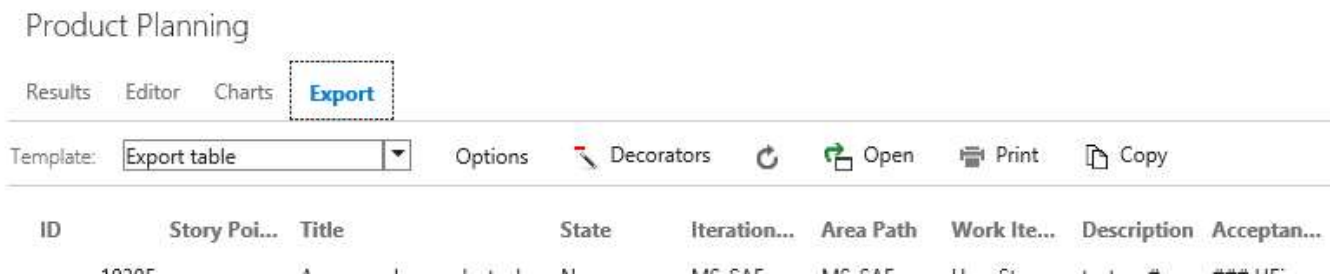 Product Planning
Results Editor Charts Export
Template: Export table Options Decorators Open Print Copy
ID Story Poi... Title State Iteration... Area Path Work Ite... Description Acceptan...